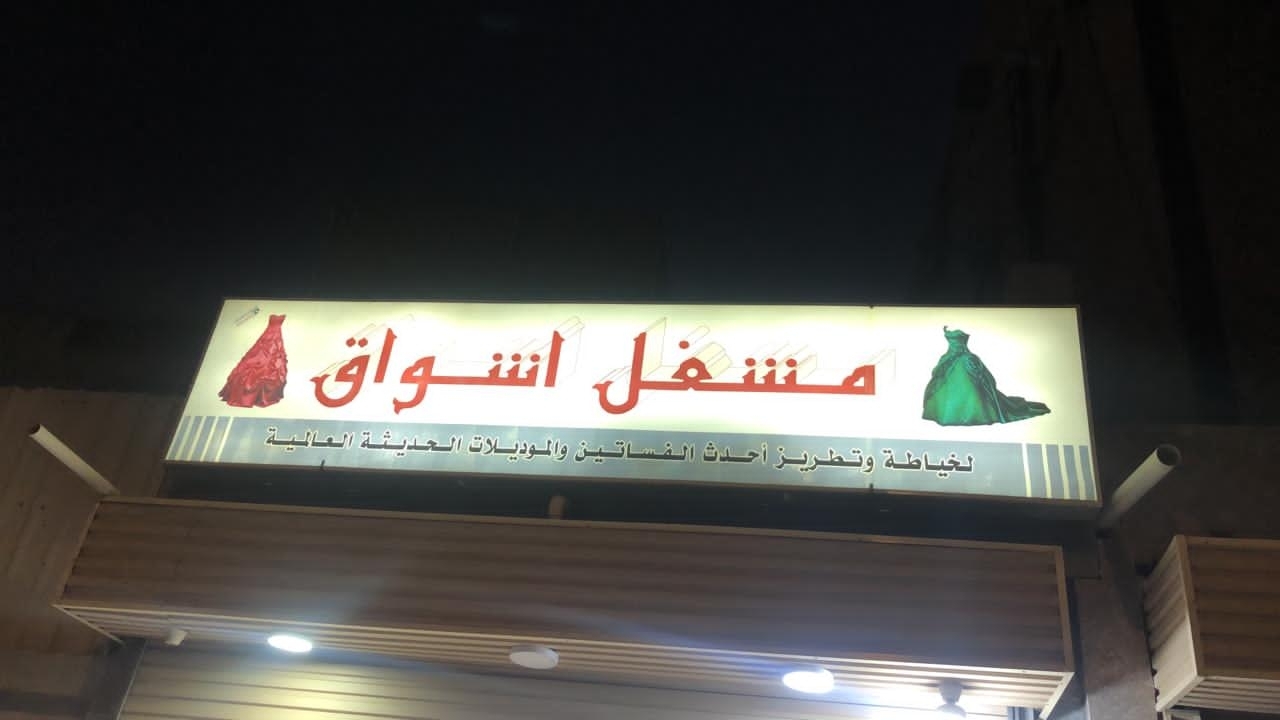 مشغل اشواق
لخياطة وتطريز أحدث الفساتين والموديلات الحديثة العالمية